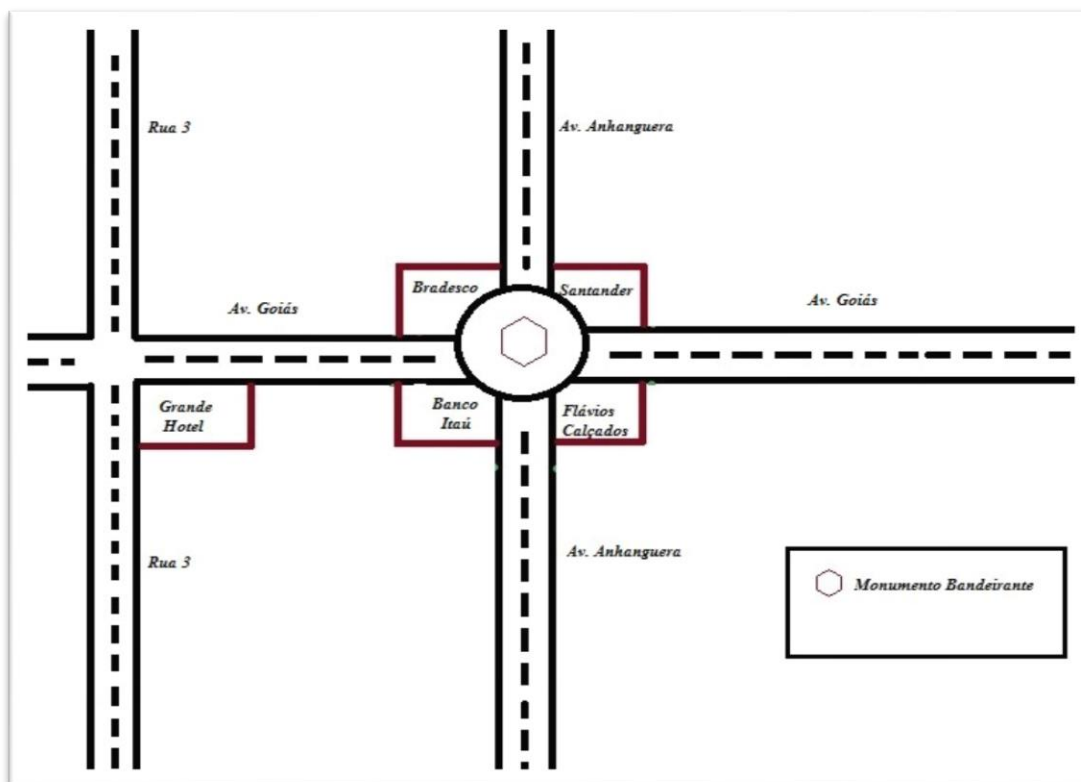 Rua 3
Av. Anhanguera
Bradesco
Santander
Av. Goiás
Av. Goiás
Grande
Hotel
Banco
Itaú
Flávios
Calçados
Rua 3
Av. Anhanguera
Monumento Bandeirante